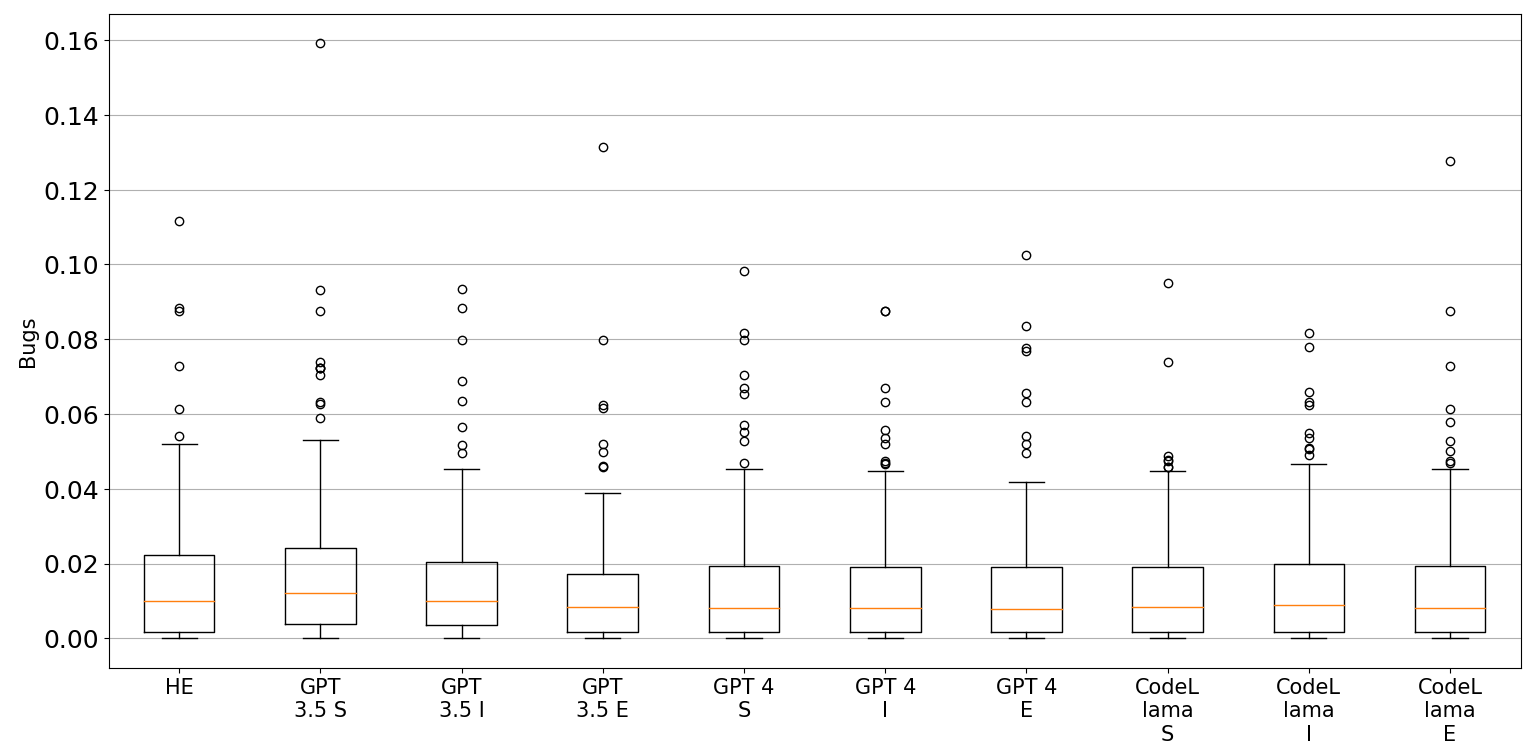 0.16
0.14
0.12
0.10
0.08
0.06
0.04
0.02
0.00
Bugs
HE
GPT
3.5 S
GPT
3.5 I
GPT
3.5 E
GPT 4
S
GPT 4
I
GPT 4
E
CodeL
lama
S
CodeL
lama
I
CodeL
lama
E